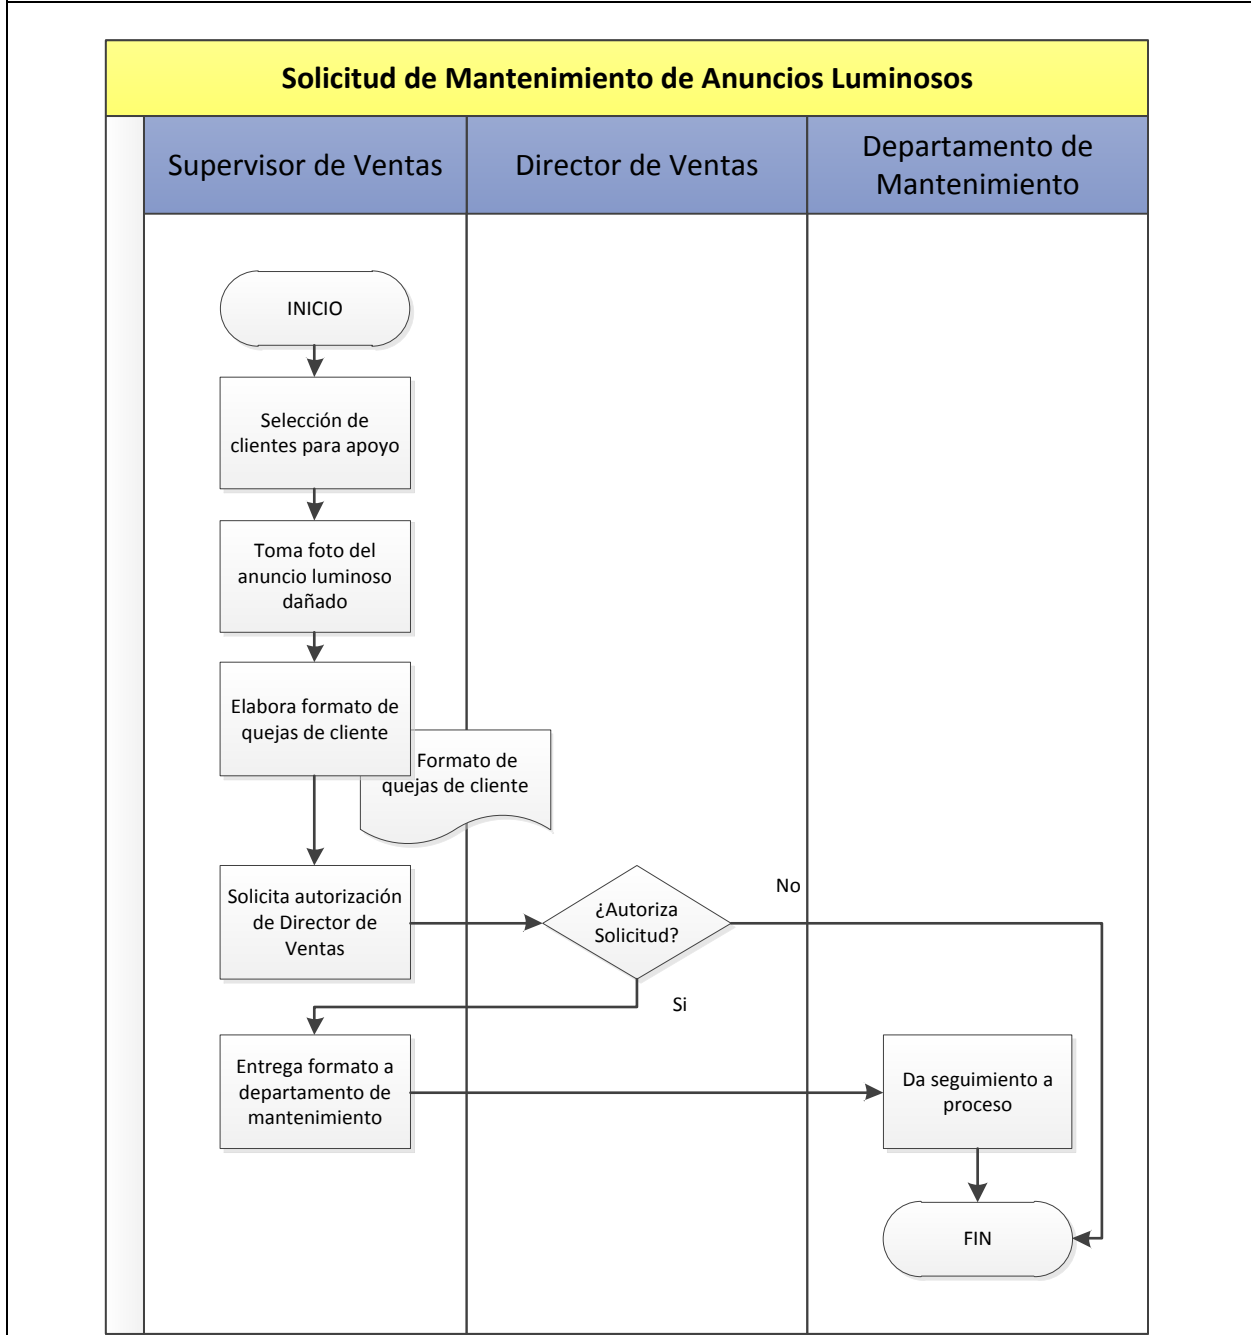 Solicitud de Mantenimiento de Anuncios Luminosos
Supervisor de Ventas
Director de Ventas
Departamento de
Mantenimiento
INICIO
Selección de
clientes para apoyo
Toma foto del
anuncio luminoso
dañado
Elabora formato de
quejas de cliente
Formato de
quejas de cliente
Solicita autorización
de Director de
Ventas
¿Autoriza
Solicitud?
No
Si
Entrega formato a
departamento de
mantenimiento
Da seguimiento a
proceso
FIN